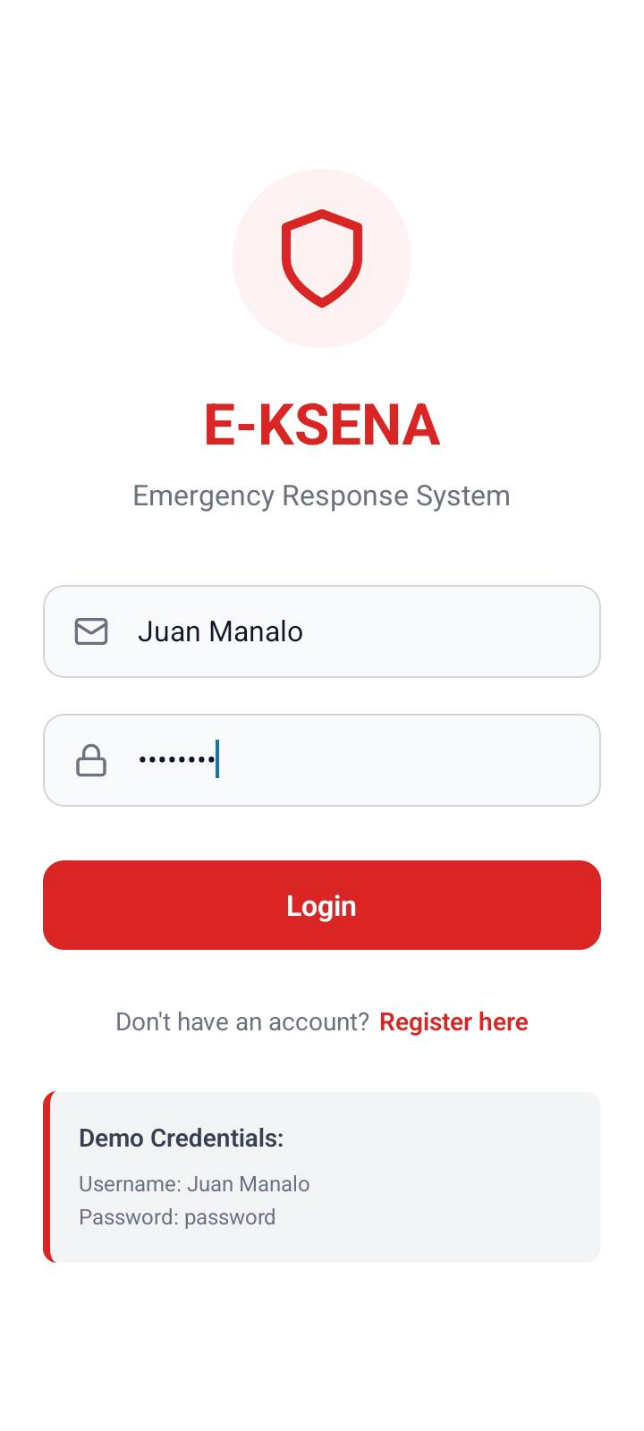 E-KSENA
Emergency Response System
Juan Manalo
••••••••
Login
Don't have an account? Register here
Demo Credentials:
Username: Juan Manalo
Password: password